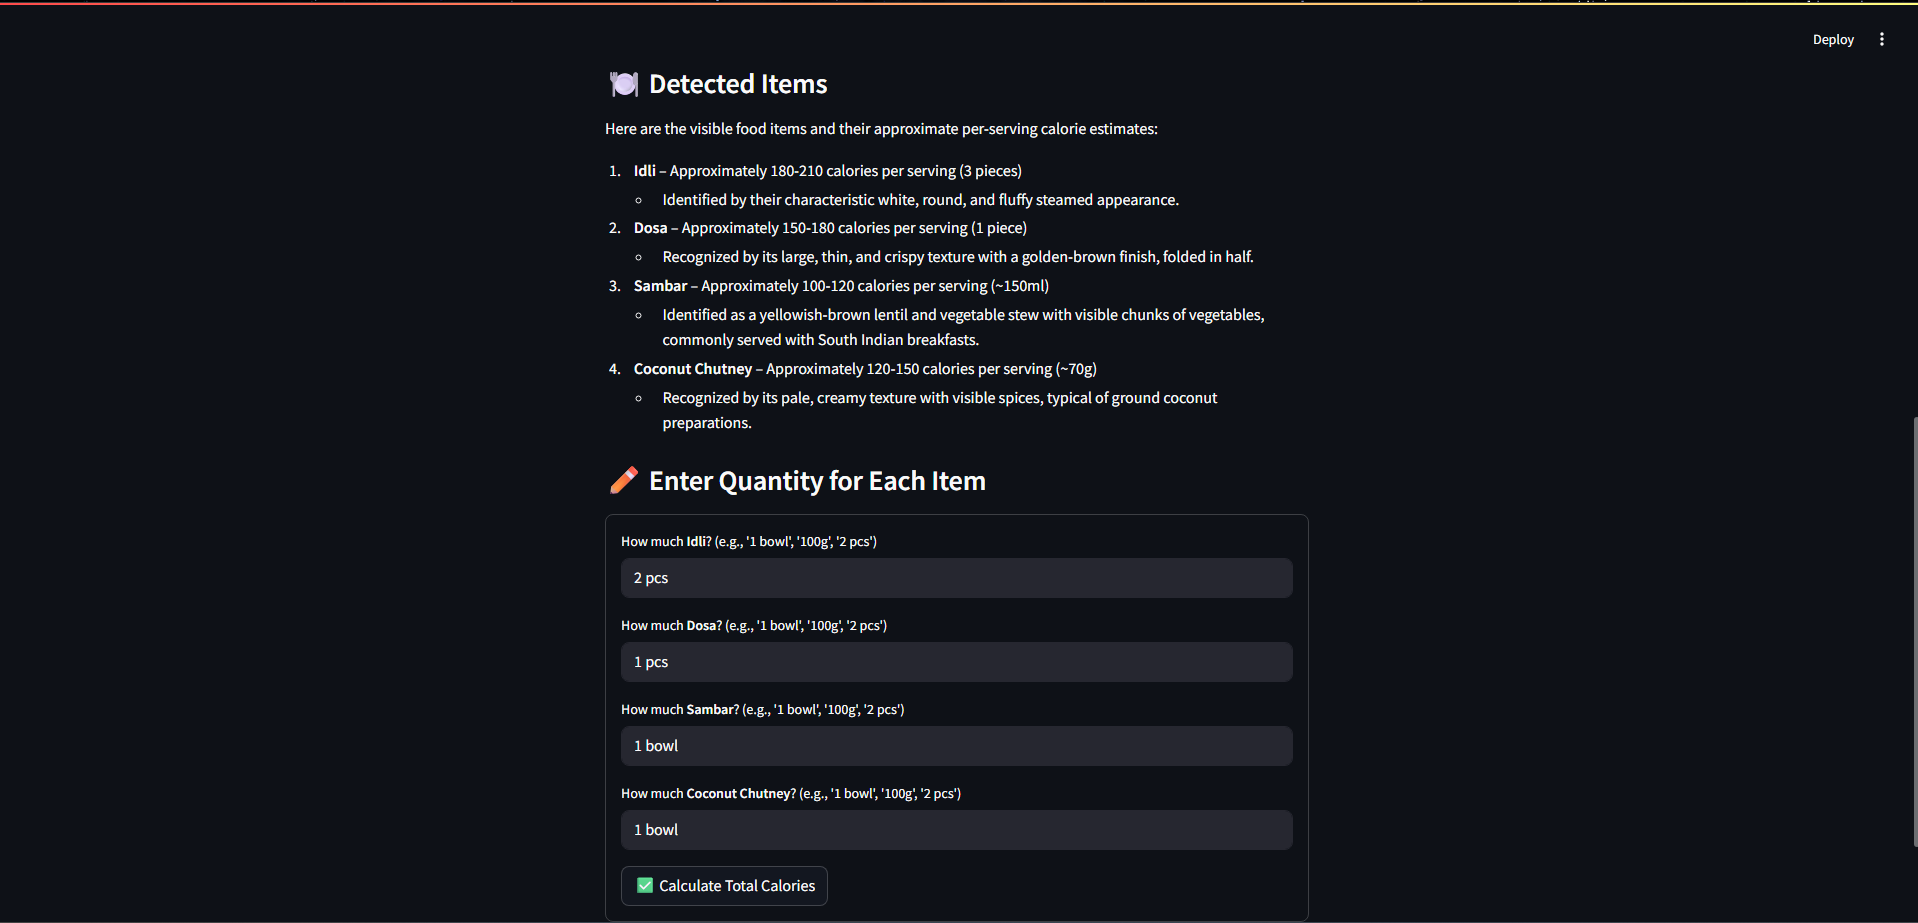 Deploy
Detected Items
Here are the visible food items and their approximate per-serving calorie estimates:
1. Idli – Approximately 180-210 calories per serving (3 pieces)
Identified by their characteristic white, round, and fluffy steamed appearance.
2. Dosa – Approximately 150-180 calories per serving (1 piece)
Recognized by its large, thin, and crispy texture with a golden-brown finish, folded in half.
3. Sambar – Approximately 100-120 calories per serving (~150ml)
Identified as a yellowish-brown lentil and vegetable stew with visible chunks of vegetables,
commonly served with South Indian breakfasts.
4. Coconut Chutney – Approximately 120-150 calories per serving (~70g)
Recognized by its pale, creamy texture with visible spices, typical of ground coconut
preparations.
Enter Quantity for Each Item
How much Idli? (e.g., '1 bowl', '100g', '2 pcs')
2 pcs
How much Dosa? (e.g., '1 bowl', '100g', '2 pcs')
1 pcs
How much Sambar? (e.g., '1 bowl', '100g', '2 pcs')
1 bowl
How much Coconut Chutney? (e.g., '1 bowl', '100g', '2 pcs')
1 bowl
Calculate Total Calories